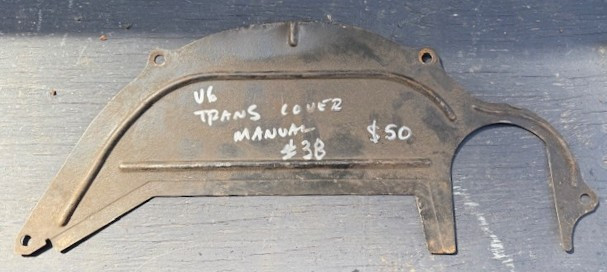 V6
TRANS COVER
MANUAL $50
#38